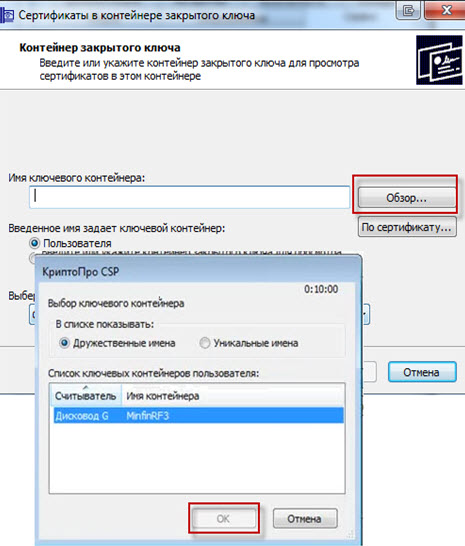 Сертификаты в контейнере закрытого ключа
Контейнер закрытого ключа
Введите или укажите контейнер закрытого ключа для просмотра
сертификатов в этом контейнере
Имя ключевого контейнера:
Обзор...
Введенное имя задает ключевой контейнер:
По сертификату...
Пользователя
Выбер
Отмена
КриптоПро CSP
0:10:00
Выбор ключевого контейнера
В списке показывать:
Дружественные имена
Уникальные имена
Список ключевых контейнеров пользователя:
Считыватель Имя контейнера
Дисковод G MinfinRF3
OK
Отмена